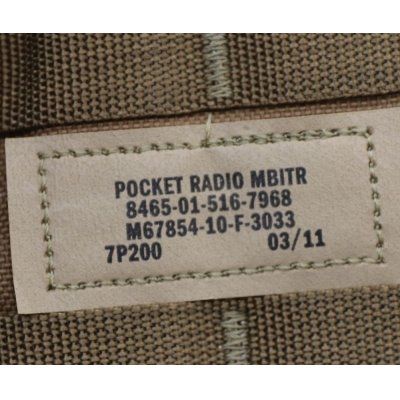 POCKET RADIO MBITR
8465-01-516-7968
M67854-10-F-3033
7P200 03/11